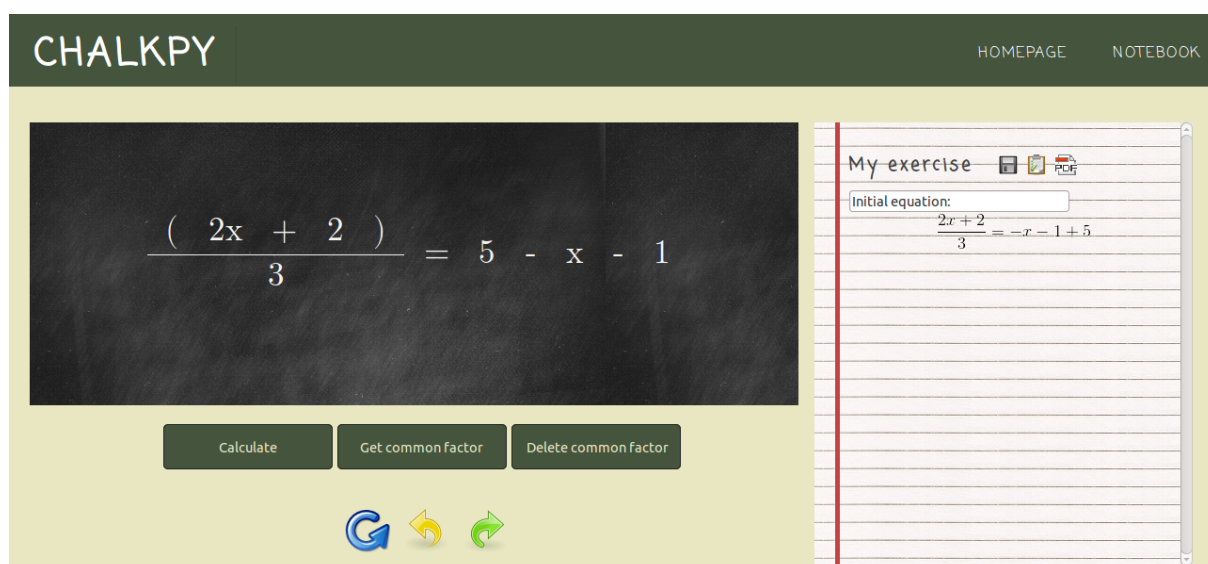 CHALKPY
HOMEPAGE NOTEBOOK
( 2x + 2 )
3
= 5 - x - 1
Calculate Get common factor Delete common factor
My exercise PDF
Initial equation:
2x + 2
3
= −x − 1 + 5